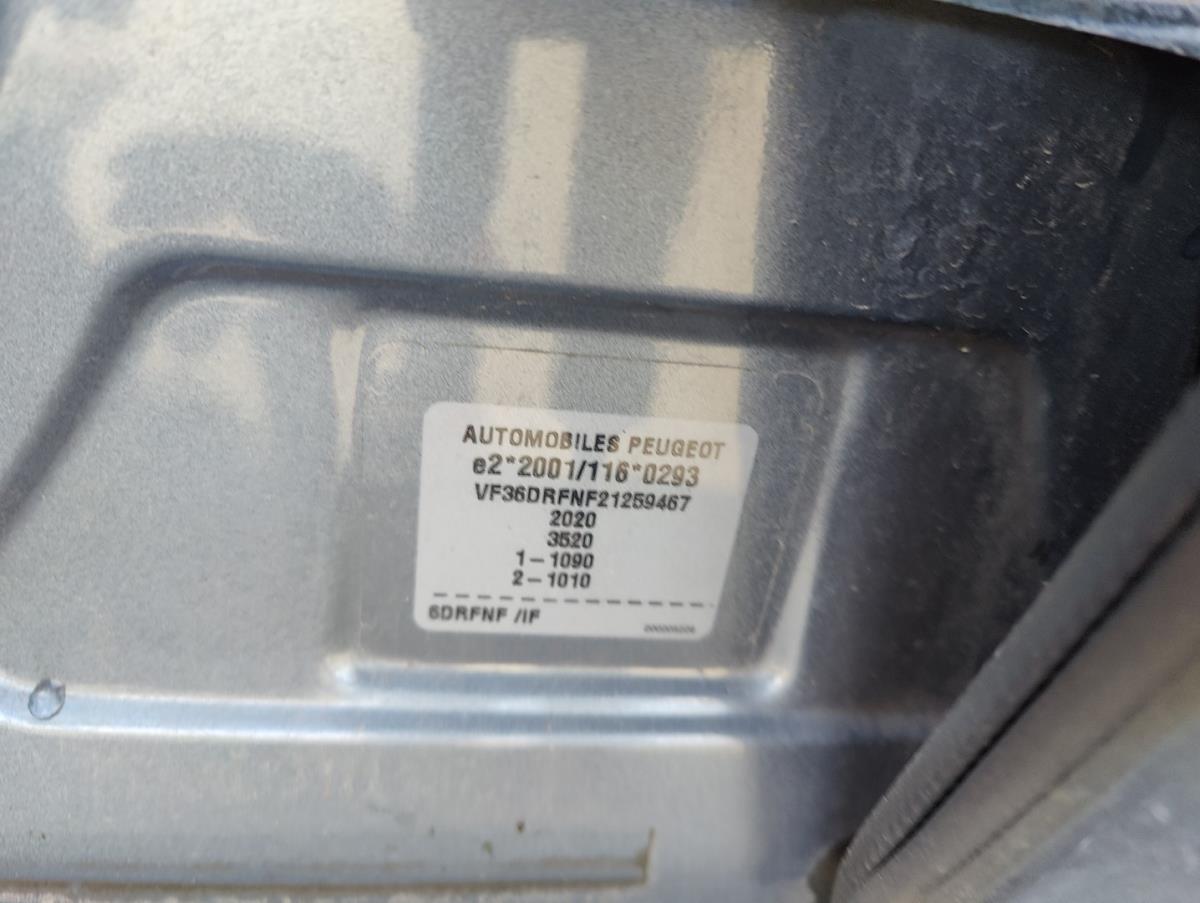 AUTOMOBILES PEUGEOT
e2*2001/116*0293
VF36DRFNF21259467
2020
3520
1-1090
2-1010
6DRFNF /IF